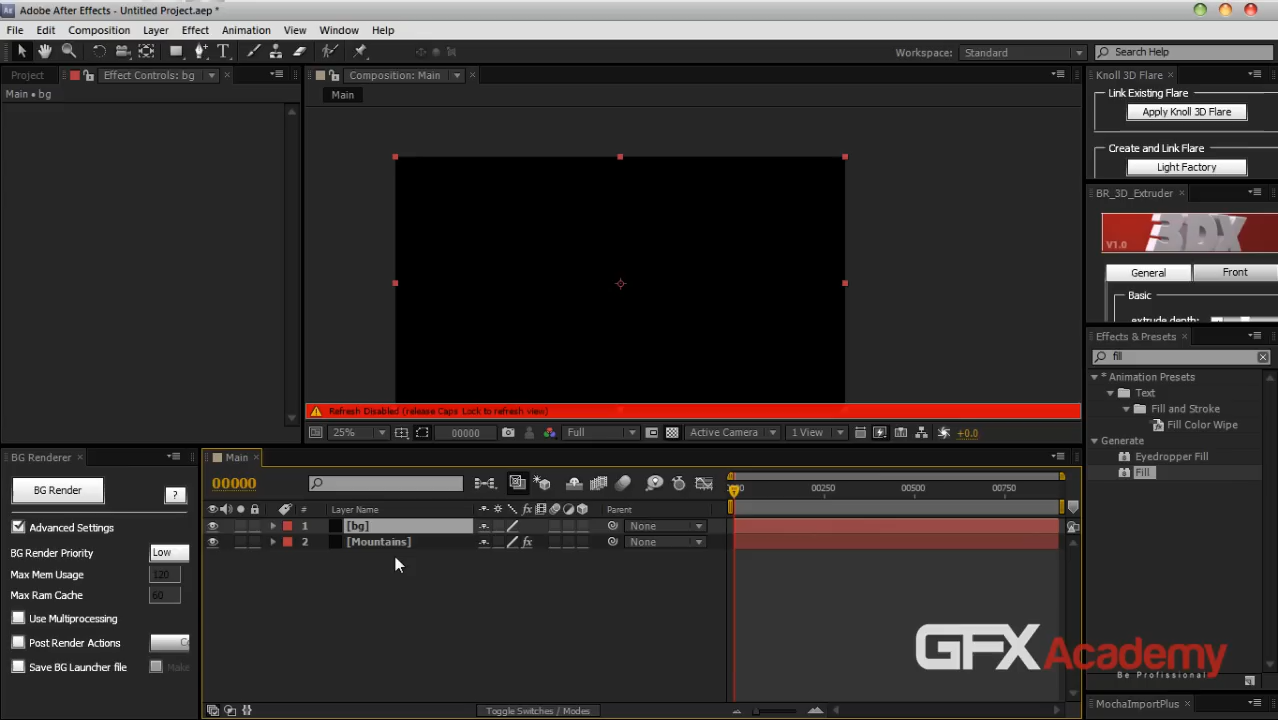 Adobe After Effects - Untitled Project.aep *
File Edit Composition Layer Effect Animation View Window Help
Workspace: Standard Search Help
Project Effect Controls: bg Composition: Main Knoll 3D Flare
Main • bg
Main
Link Existing Flare
Apply Knoll 3D Flare
Create and Link Flare
Light Factory
BR_3D_Extruder
V1.0 3DX
General Front
Basic
extrude depth:
Effects & Presets
fill
* Animation Presets
Text
Fill and Stroke
Fill Color Wipe
Generate
Eyedropper Fill
Fill
Refresh Disabled (release Caps Lock to refresh view)
25% 00000 Full Active Camera 1 View +0.0
BG Renderer
BG Render ?
Advanced Settings
BG Render Priority Low
Max Mem Usage 120
Max Ram Cache 60
Use Multiprocessing
Post Render Actions
Save BG Launcher file Make
Main
00000
00250 00500 00750
# Layer Name fx Parent
1 [bg] None
2 [Mountains] fx None
Toggle Switches / Modes
GFX Academy
Be Profissional
MochaImportPlus